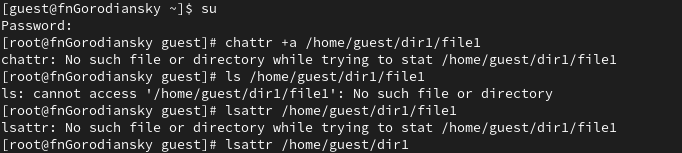 [guest@fnGorodiansky ~]$ su
Password:
[root@fnGorodiansky guest]# chattr +a /home/guest/dir1/file1
chattr: No such file or directory while trying to stat /home/guest/dir1/file1
[root@fnGorodiansky guest]# ls /home/guest/dir1/file1
ls: cannot access '/home/guest/dir1/file1': No such file or directory
[root@fnGorodiansky guest]# lsattr /home/guest/dir1/file1
lsattr: No such file or directory while trying to stat /home/guest/dir1/file1
[root@fnGorodiansky guest]# lsattr /home/guest/dir1